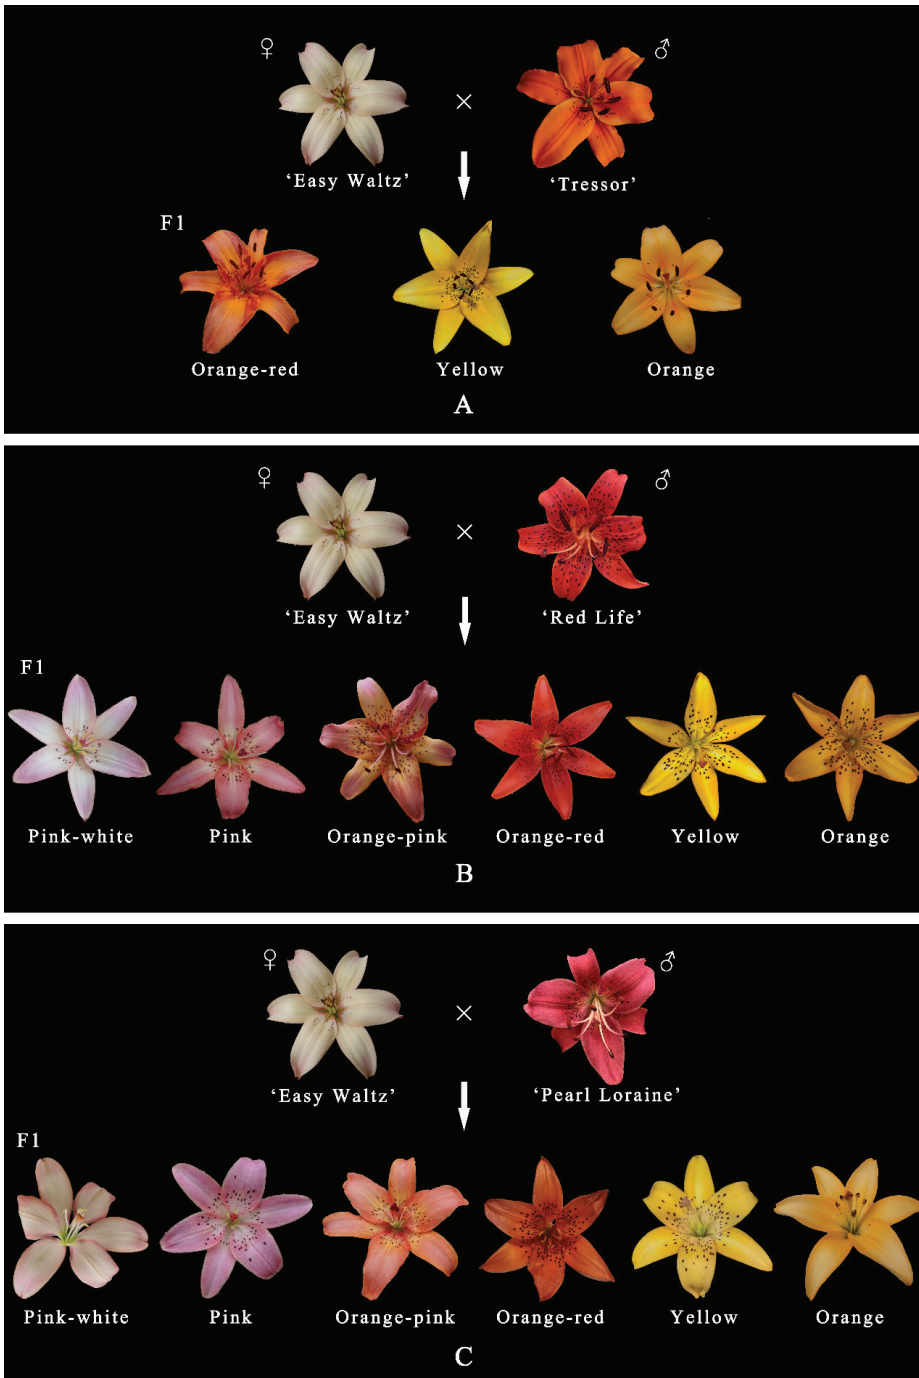 ♀ × ♂
‘Easy Waltz’ ‘Tressor’
F1
Orange-red Yellow Orange
A
♀ × ♂
‘Easy Waltz’ ‘Red Life’
F1
Pink-white Pink Orange-pink Orange-red Yellow Orange
B
♀ × ♂
‘Easy Waltz’ ‘Pearl Loraine’
F1
Pink-white Pink Orange-pink Orange-red Yellow Orange
C